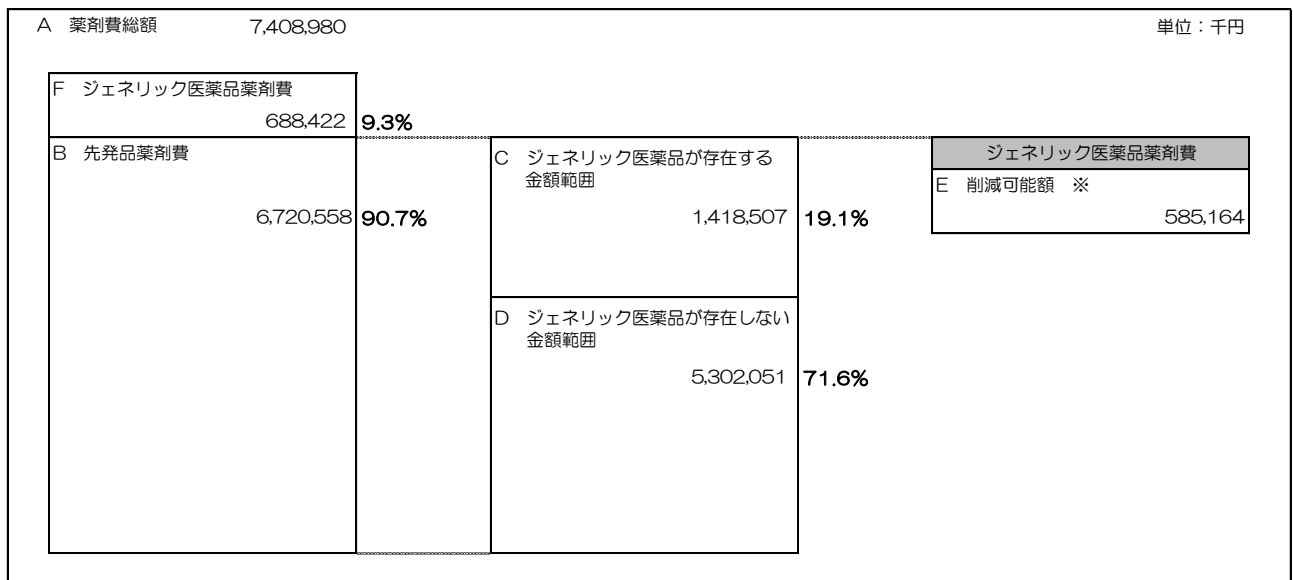 A 薬剤費総額 7,408,980 単位：千円
F ジェネリック医薬品薬剤費
688,422 9.3%
B 先発品薬剤費
6,720,558 90.7%
C ジェネリック医薬品が存在する
金額範囲
1,418,507 19.1%
D ジェネリック医薬品が存在しない
金額範囲
5,302,051 71.6%
ジェネリック医薬品薬剤費
E 削減可能額 ※
585,164